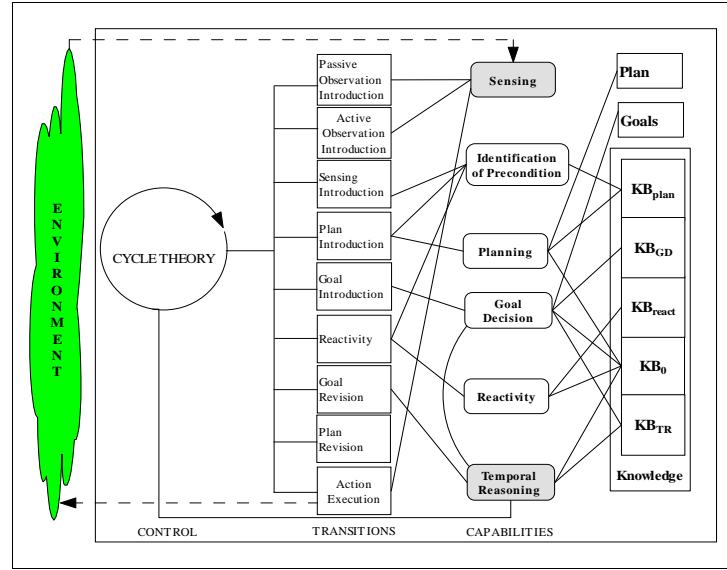 ENVIRONMENT
CYCLE THEORY
CONTROL
Passive
Observation
Introduction
Active
Observation
Introduction
Sensing
Introduction
Plan
Introduction
Goal
Introduction
Reactivity
Goal
Revision
Plan
Revision
Action
Execution
TRANSITIONS
Sensing
Identification
of Precondition
Planning
Goal
Decision
Reactivity
Temporal
Reasoning
CAPABILITIES
Plan
Goals
KBplan
KBGD
KBreact
KB0
KBTR
Knowledge